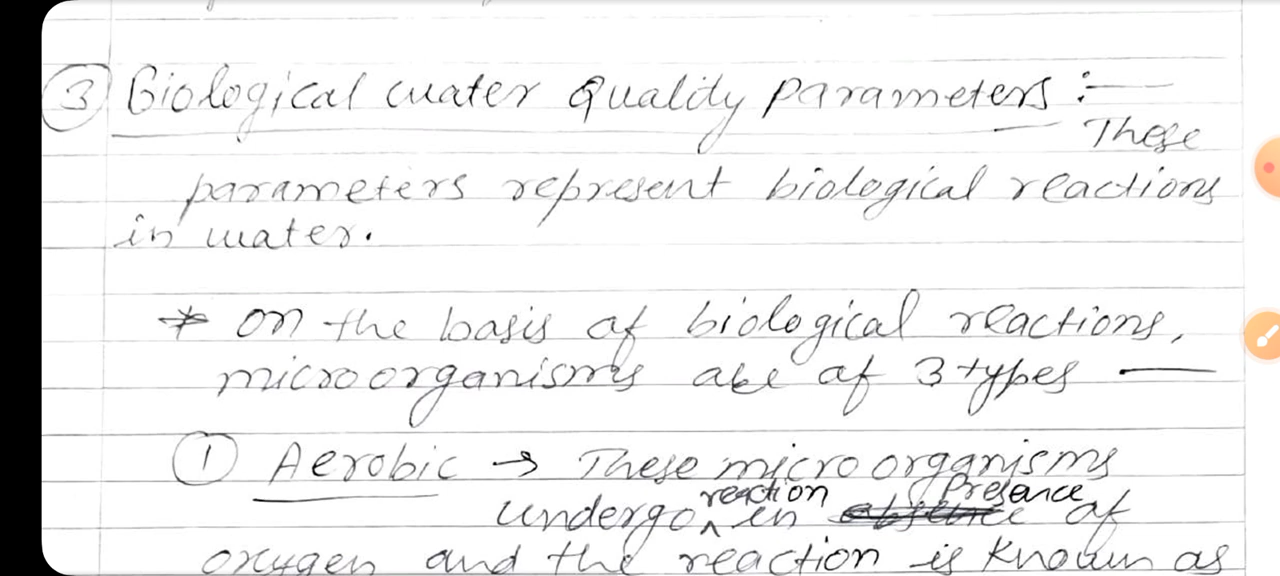 ③ Biological water Quality parameters :—
These
parameters represent biological reactions
in water.
* on the basis of biological reactions,
microorganisms are of 3 types —
① Aerobic → These microorganisms
undergo reaction in Presence of
oxygen and the reaction is known as